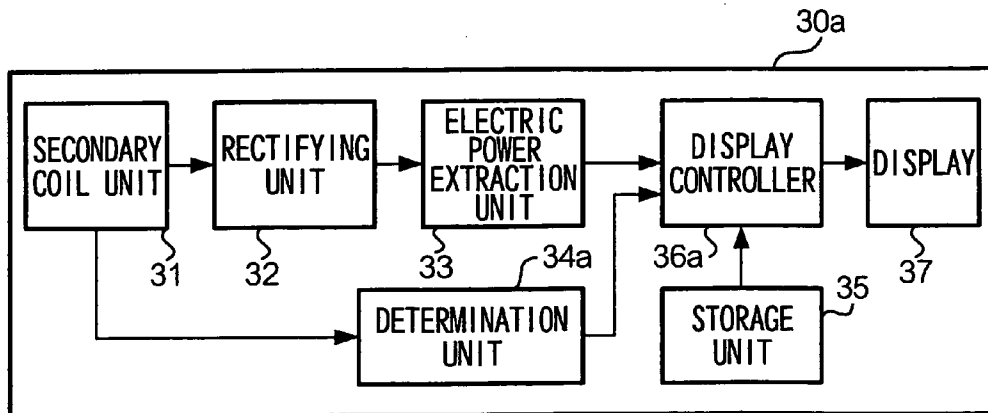 30a
SECONDARY
COIL UNIT
RECTIFYING
UNIT
ELECTRIC
POWER
EXTRACTION
UNIT
DISPLAY
CONTROLLER
DISPLAY
31
32
33
36a
37
34a
35
DETERMINATION
UNIT
STORAGE
UNIT